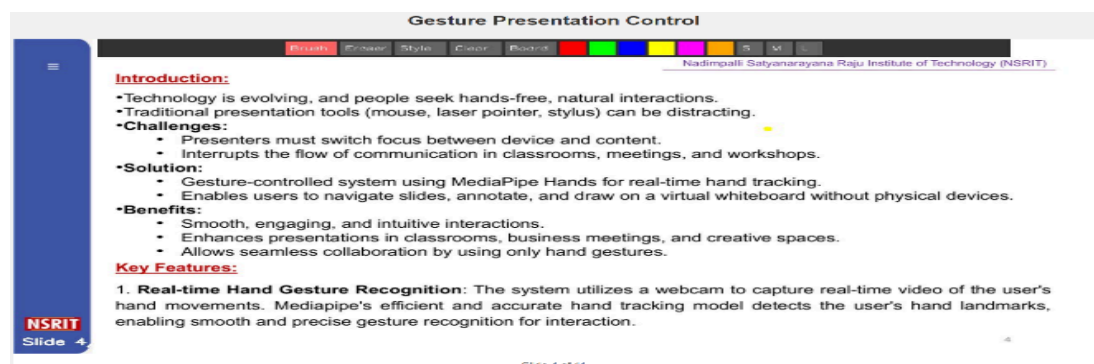 Gesture Presentation Control
Brush Eraser Style Clear Board S M L
Nadimpalli Satyanarayana Raju Institute of Technology (NSRIT)
Introduction:
•Technology is evolving, and people seek hands-free, natural interactions.
•Traditional presentation tools (mouse, laser pointer, stylus) can be distracting.
•Challenges:
• Presenters must switch focus between device and content.
• Interrupts the flow of communication in classrooms, meetings, and workshops.
•Solution:
• Gesture-controlled system using MediaPipe Hands for real-time hand tracking.
• Enables users to navigate slides, annotate, and draw on a virtual whiteboard without physical devices.
•Benefits:
• Smooth, engaging, and intuitive interactions.
• Enhances presentations in classrooms, business meetings, and creative spaces.
• Allows seamless collaboration by using only hand gestures.
Key Features:
1. Real-time Hand Gesture Recognition: The system utilizes a webcam to capture real-time video of the user's
hand movements. Mediapipe's efficient and accurate hand tracking model detects the user's hand landmarks,
enabling smooth and precise gesture recognition for interaction.
NSRIT
Slide 4
4